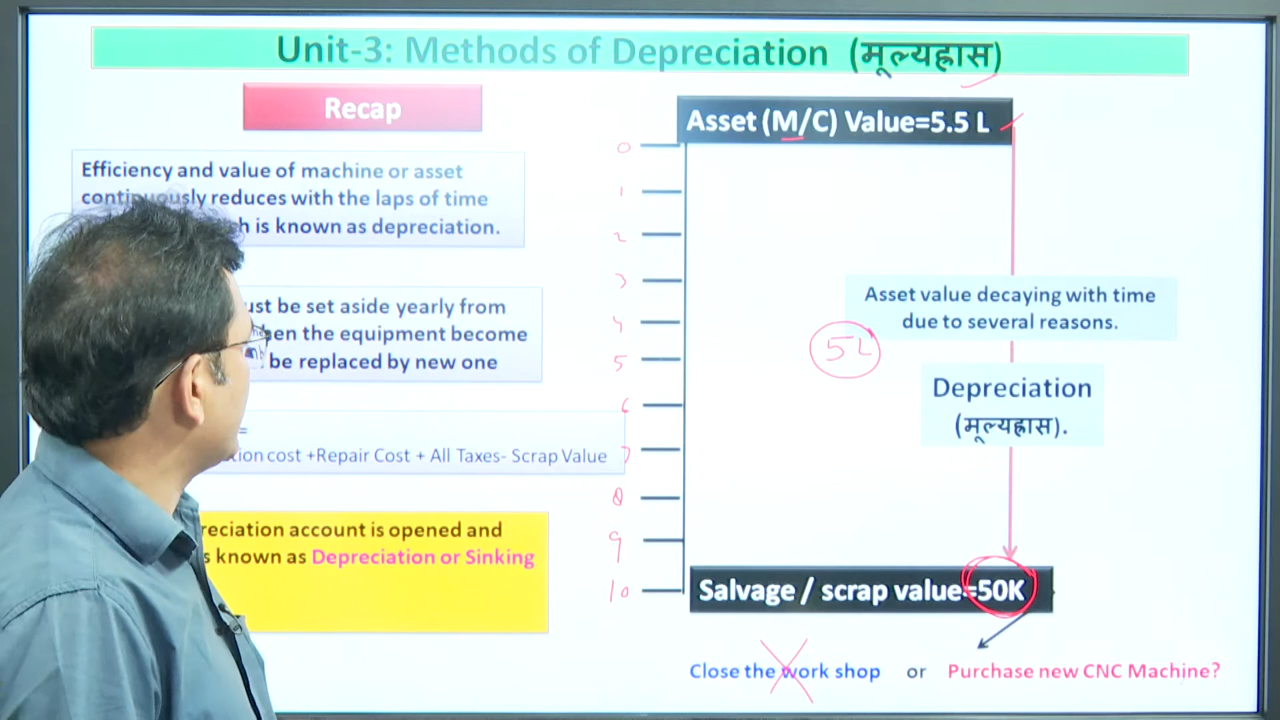 Unit-3: Methods of Depreciation (मूल्यह्रास)
Recap
Efficiency and value of machine or asset
continuously reduces with the laps of time
h is known as depreciation.
ust be set aside yearly from
en the equipment become
be replaced by new one
=
tion cost +Repair Cost + All Taxes- Scrap Value
reciation account is opened and
s known as Depreciation or Sinking
Asset (M/C) Value=5.5 L
0
1
2
3
4
5
6
7
8
9
10
Asset value decaying with time
due to several reasons.
5L
Depreciation
(मूल्यह्रास).
Salvage / scrap value=50K
Close the work shop or Purchase new CNC Machine?